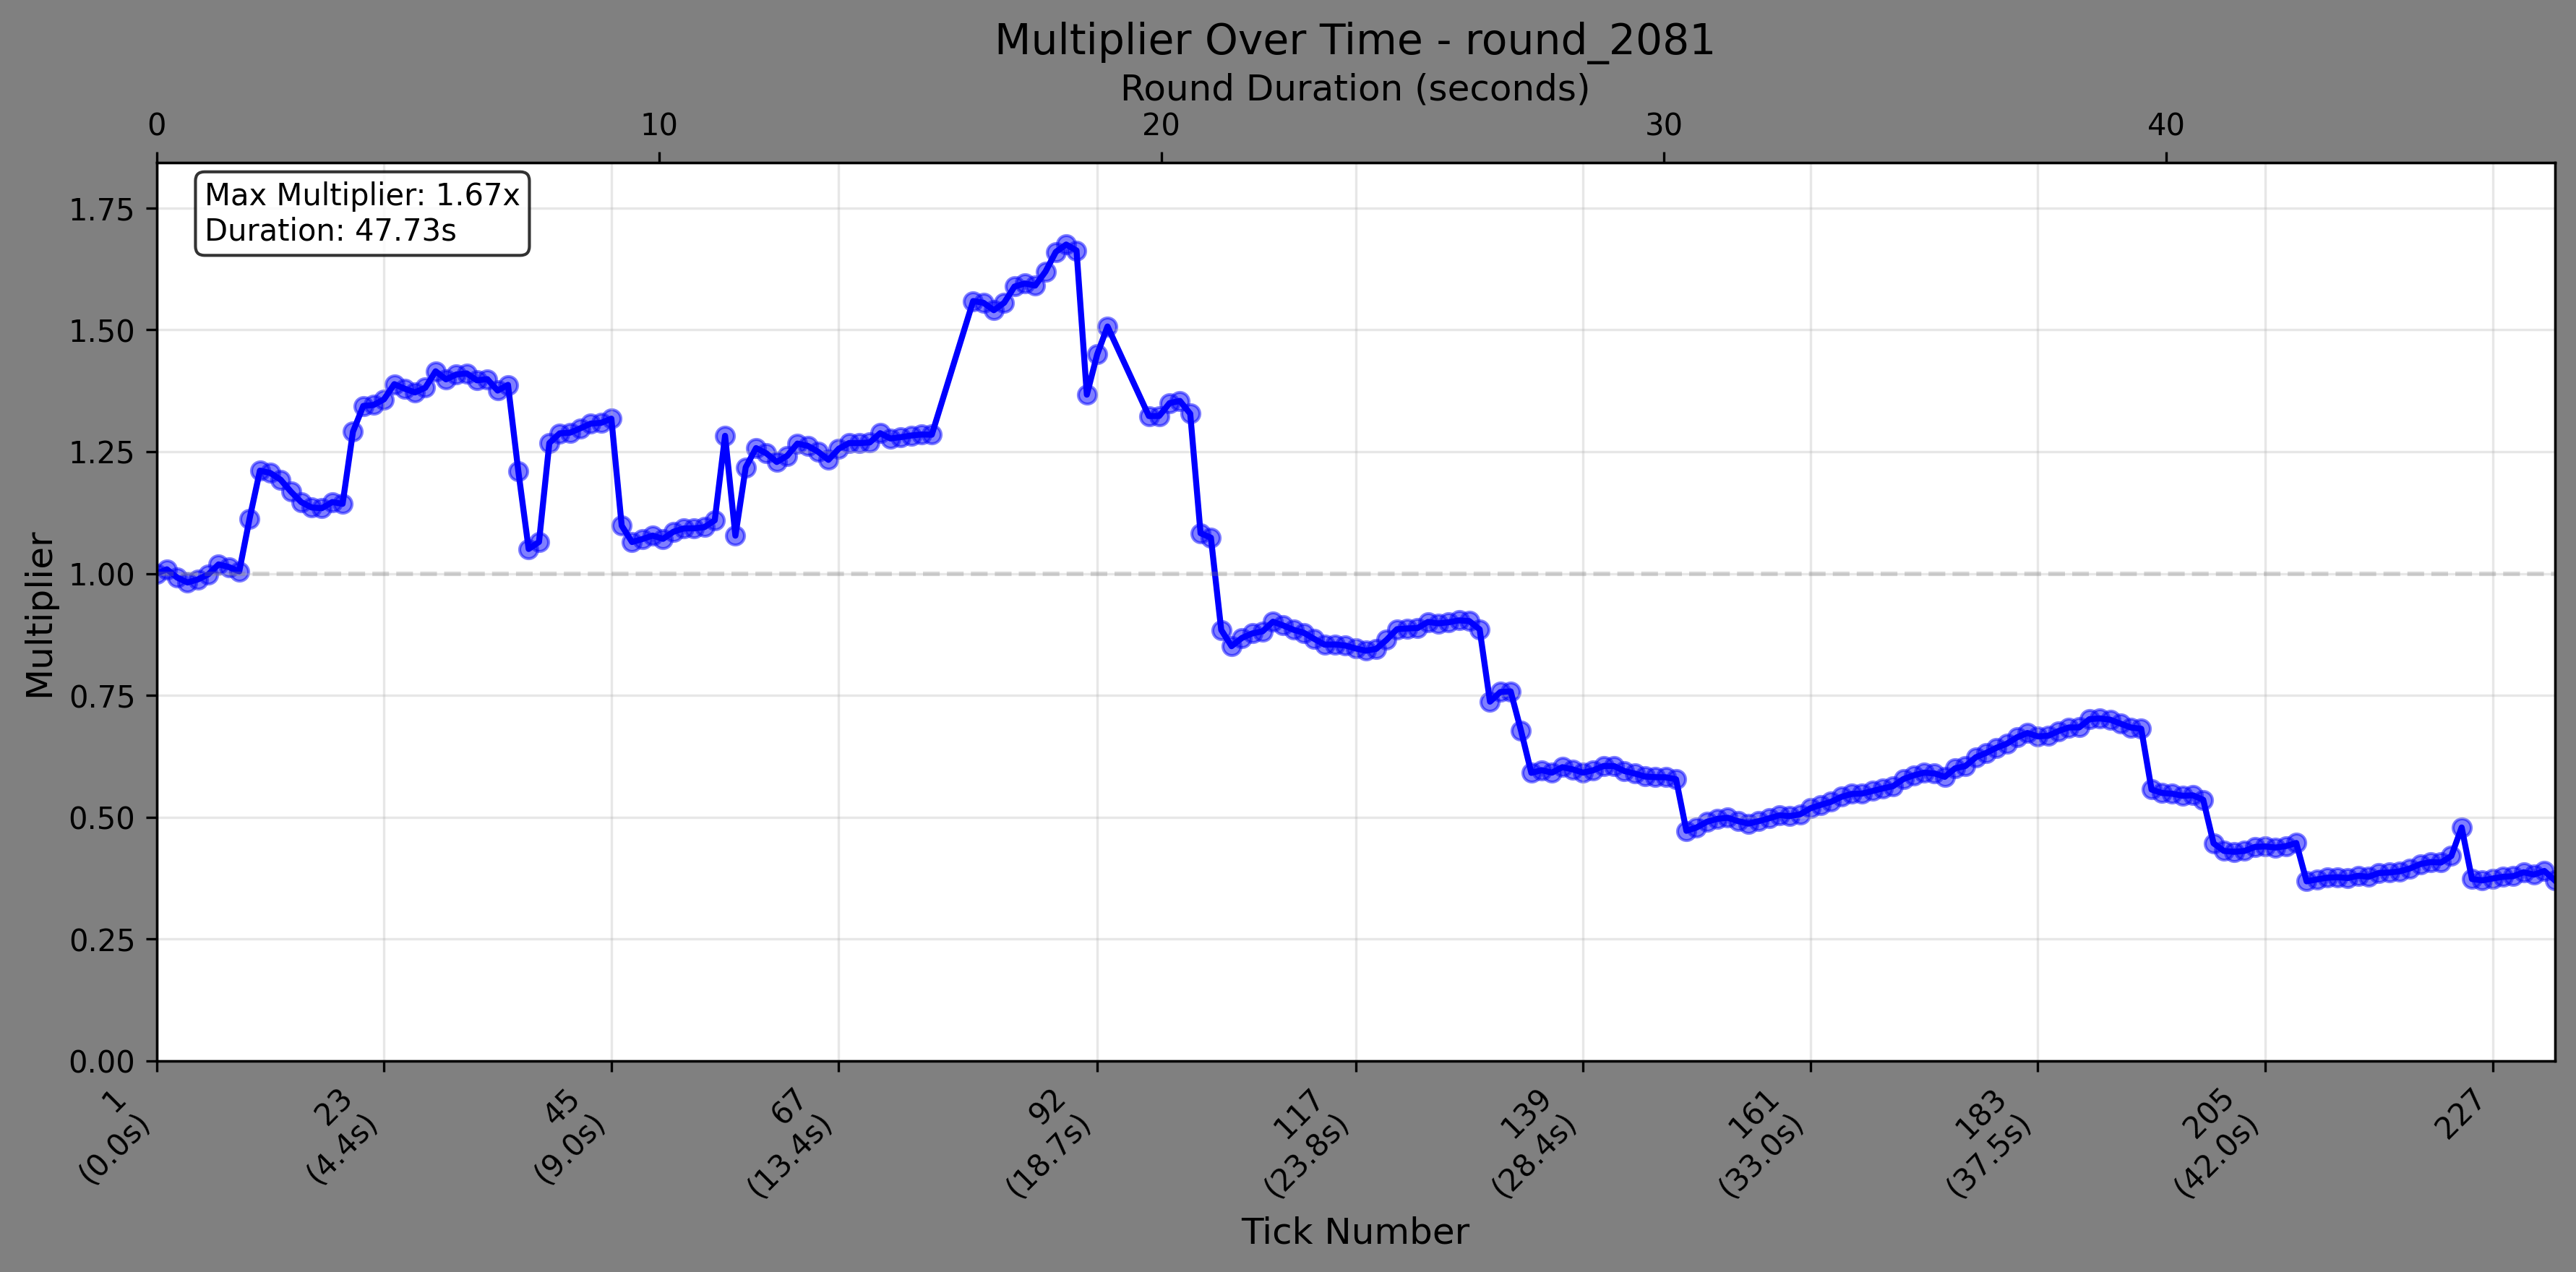 Multiplier Over Time - round_2081
Round Duration (seconds)
0 10 20 30 40
Max Multiplier: 1.67x
Duration: 47.73s
Multiplier
1.75
1.50
1.25
1.00
0.75
0.50
0.25
0.00
1 23 45 67 92 117 139 161 183 205 227
(0.0s) (4.4s) (9.0s) (13.4s) (18.7s) (23.8s) (28.4s) (33.0s) (37.5s) (42.0s)
Tick Number